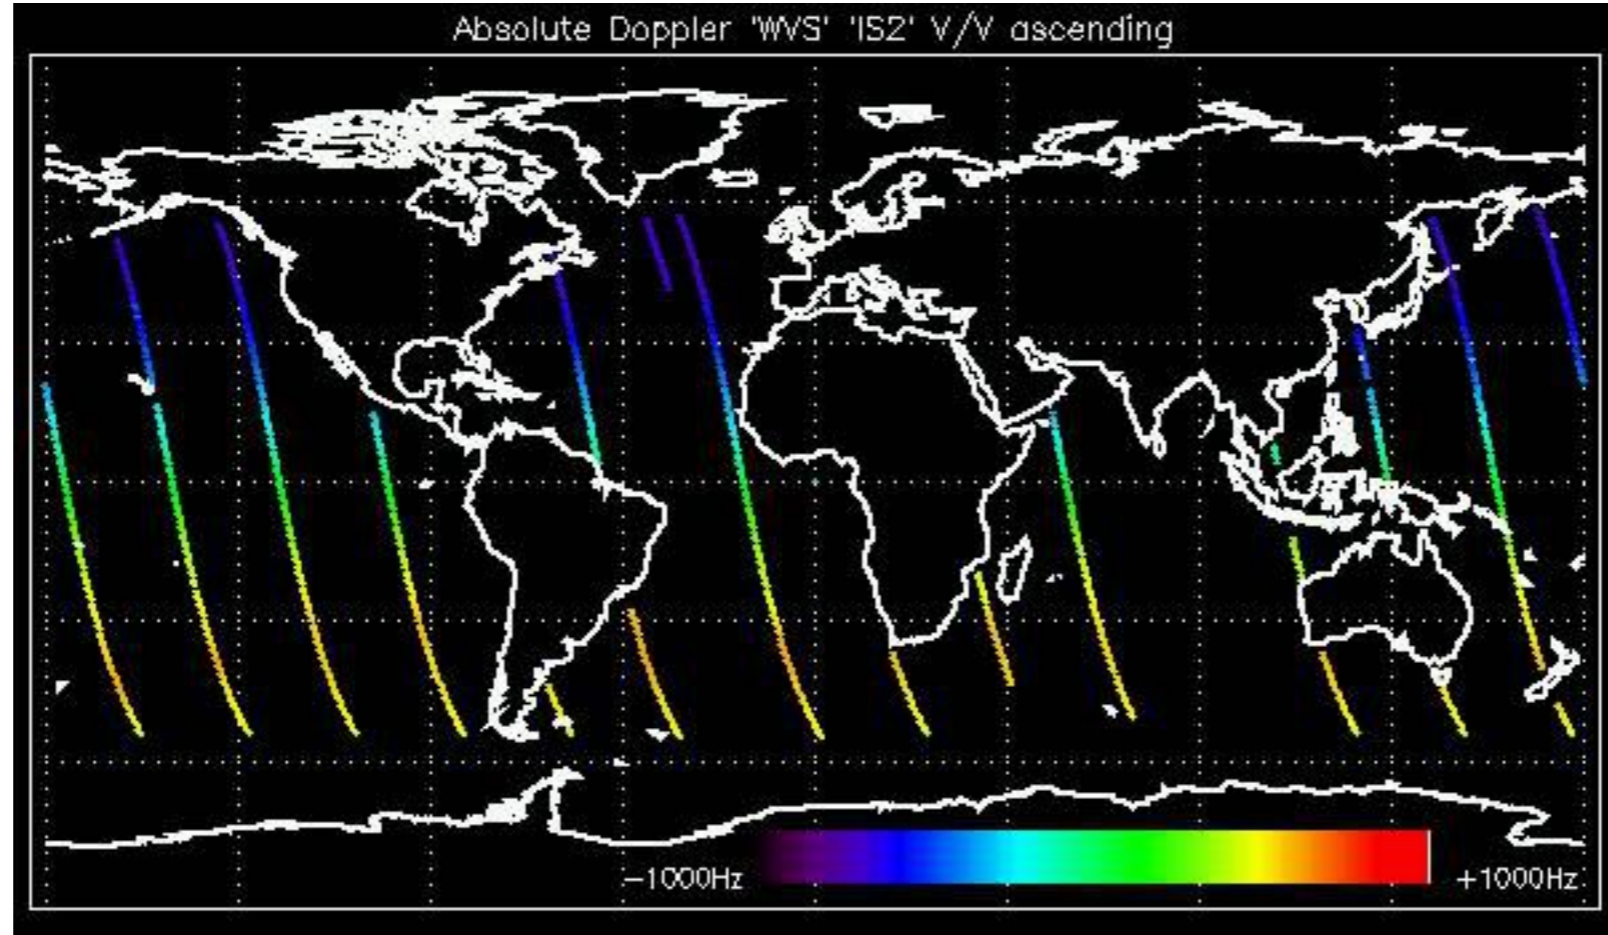 Absolute Doppler 'WVS' 'IS2' V/V ascending
−1000Hz +1000Hz